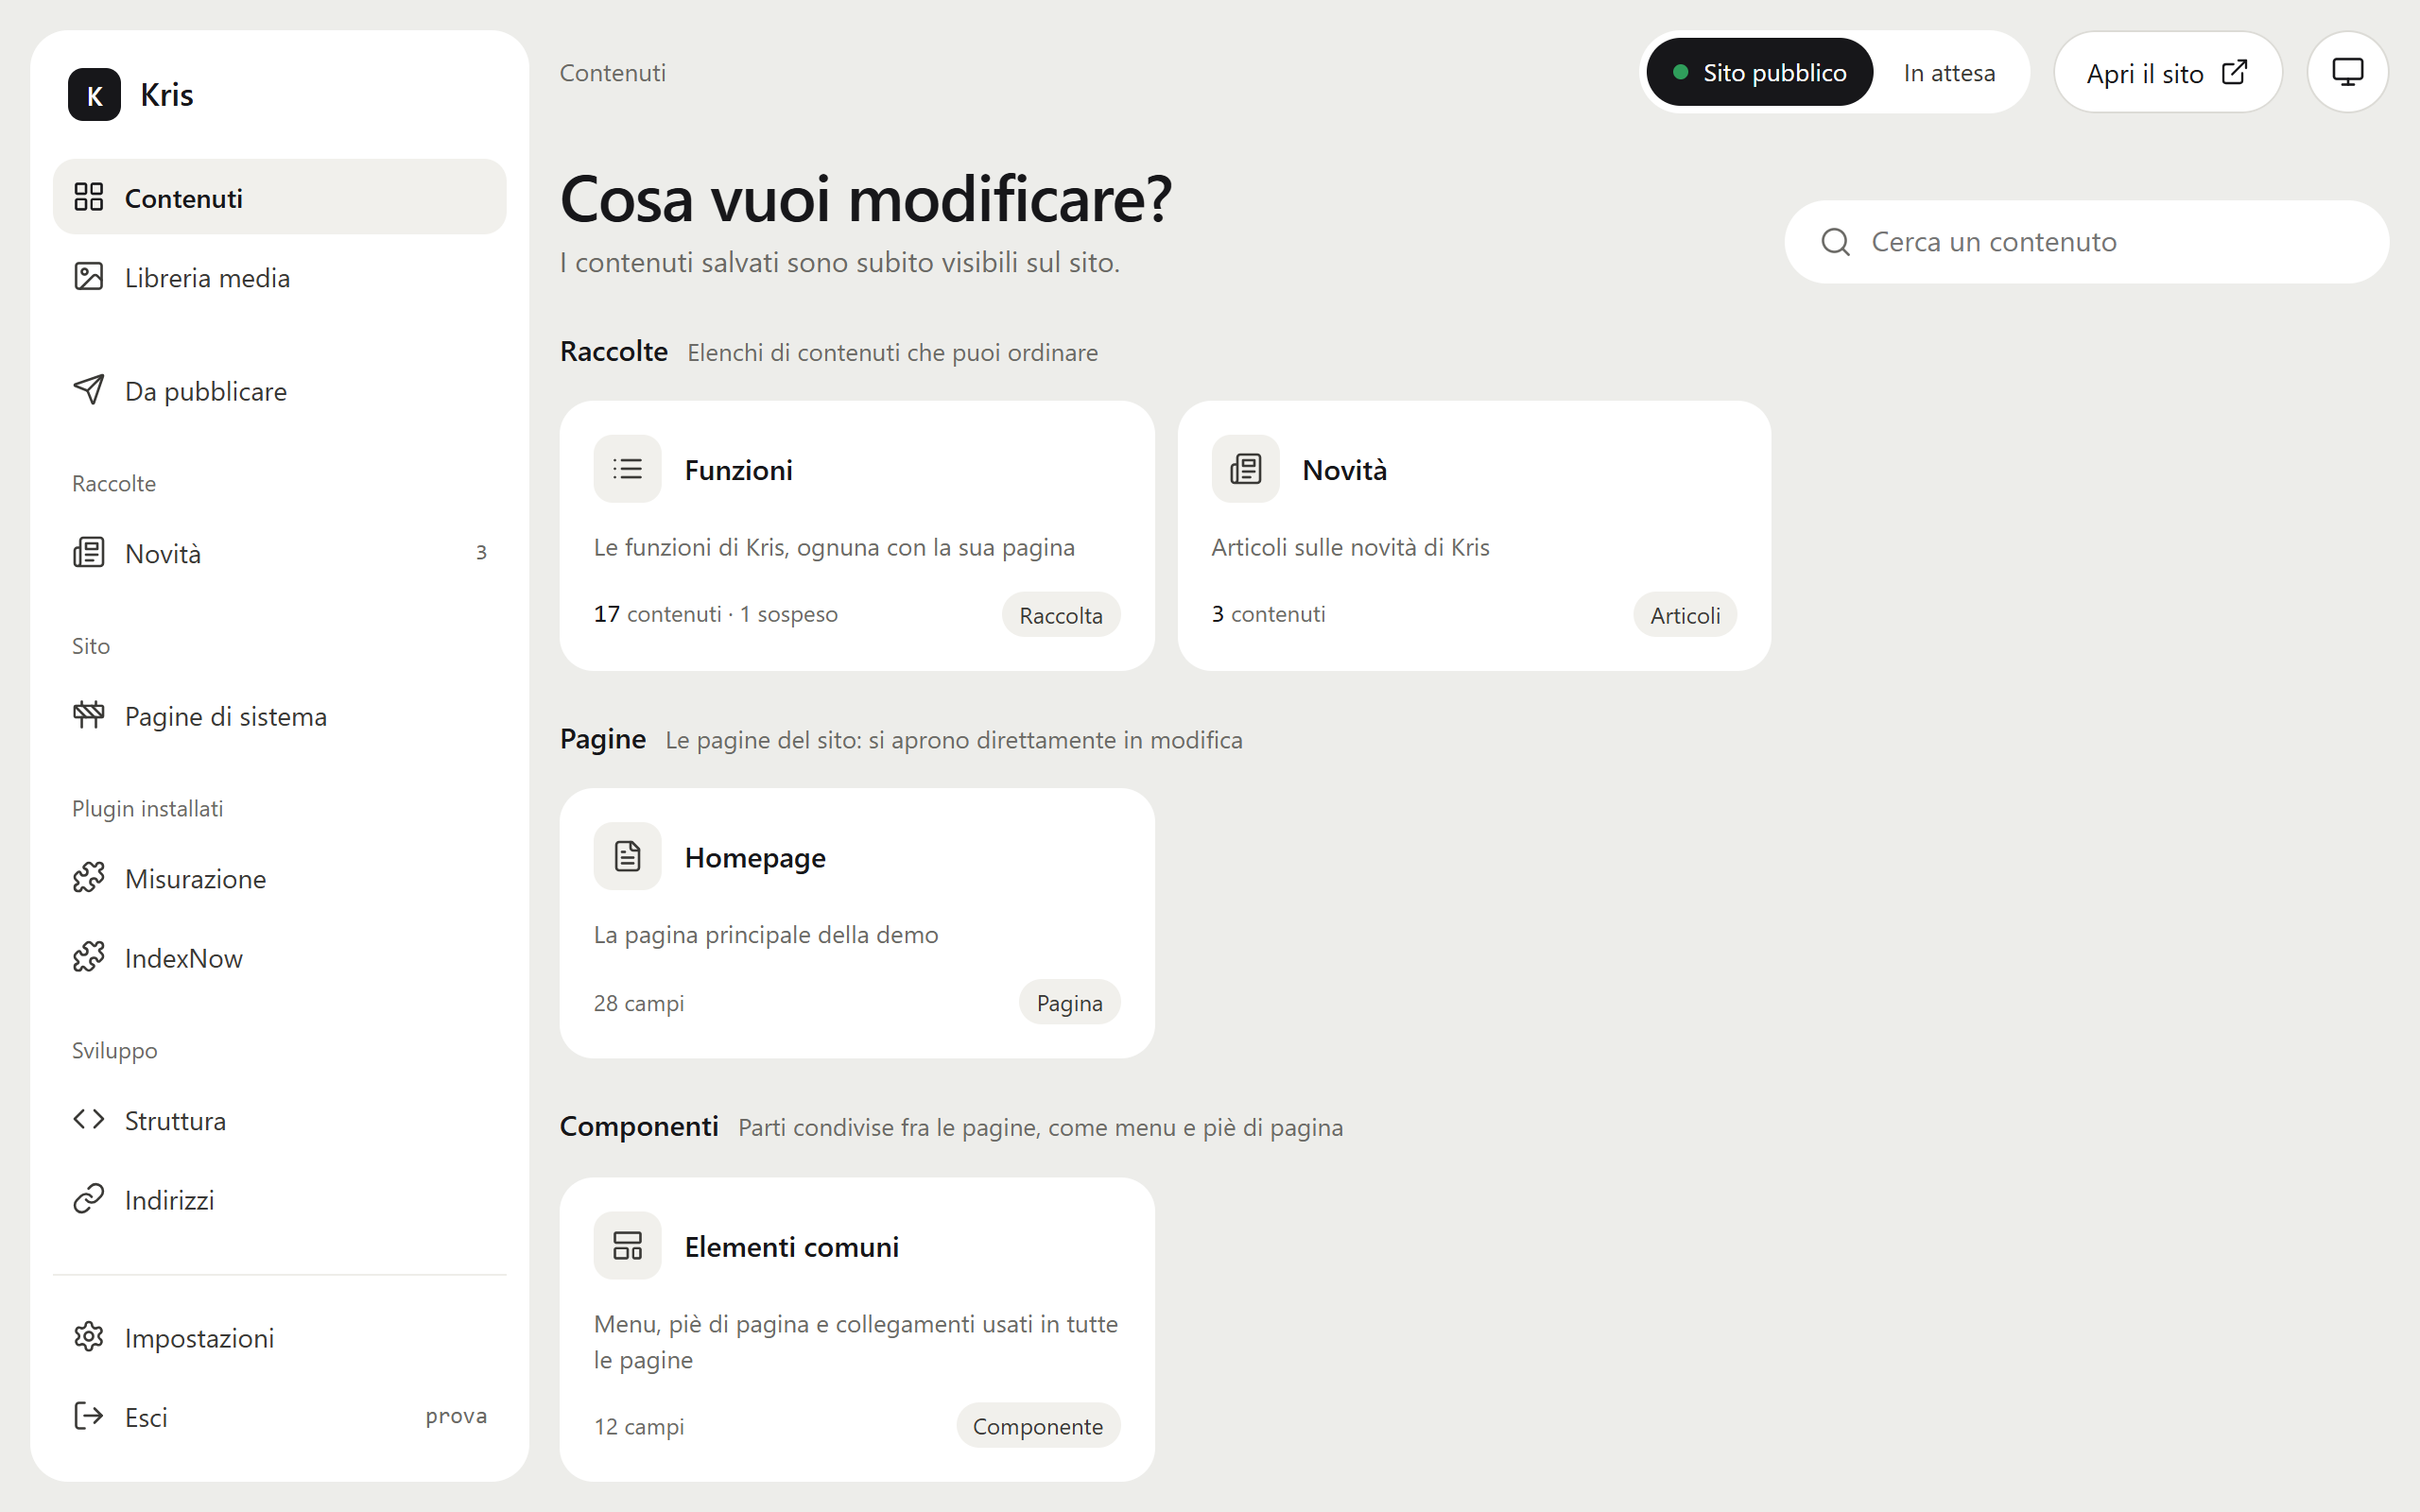 K Kris
Contenuti
Libreria media
Da pubblicare
Raccolte
Novità 3
Sito
Pagine di sistema
Plugin installati
Misurazione
IndexNow
Sviluppo
Struttura
Indirizzi
Impostazioni
Esci prova
Contenuti
Sito pubblico
In attesa
Apri il sito
Cosa vuoi modificare?
I contenuti salvati sono subito visibili sul sito.
Cerca un contenuto
Raccolte Elenchi di contenuti che puoi ordinare
Funzioni
Le funzioni di Kris, ognuna con la sua pagina
17 contenuti · 1 sospeso Raccolta
Novità
Articoli sulle novità di Kris
3 contenuti Articoli
Pagine Le pagine del sito: si aprono direttamente in modifica
Homepage
La pagina principale della demo
28 campi Pagina
Componenti Parti condivise fra le pagine, come menu e piè di pagina
Elementi comuni
Menu, piè di pagina e collegamenti usati in tutte
le pagine
12 campi Componente